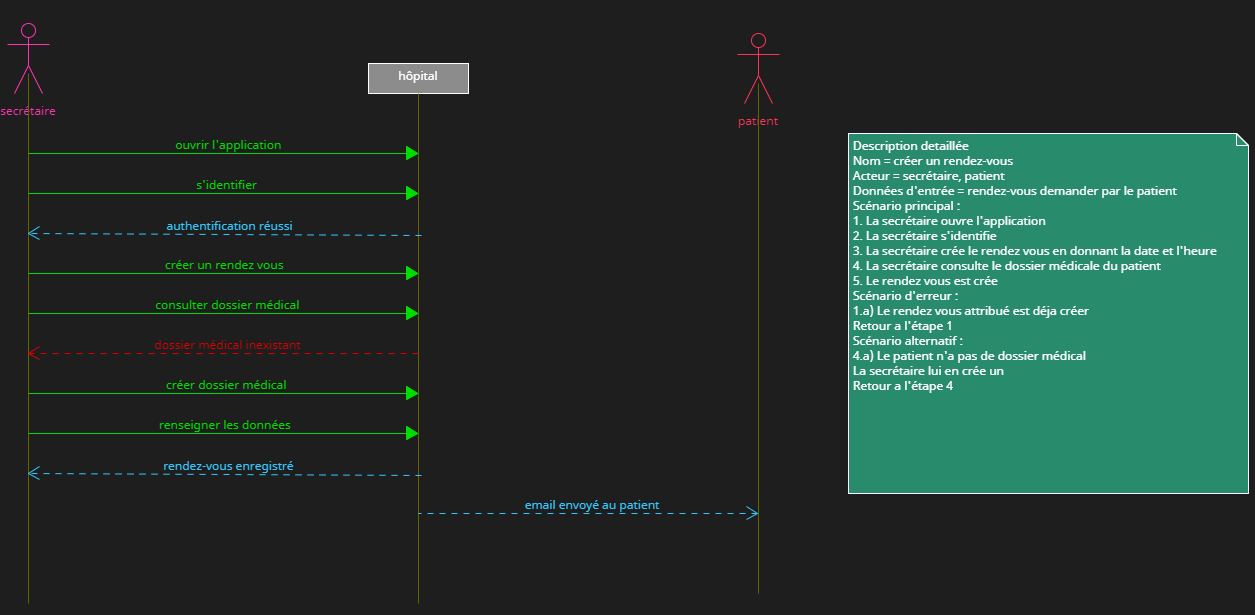 secrétaire
hôpital
patient
ouvrir l'application
s'identifier
authentification réussi
créer un rendez vous
consulter dossier médical
dossier médical inexistant
créer dossier médical
renseigner les données
rendez-vous enregistré
email envoyé au patient
Description detaillée
Nom = créer un rendez-vous
Acteur = secrétaire, patient
Données d'entrée = rendez-vous demander par le patient
Scénario principal :
1. La secrétaire ouvre l'application
2. La secrétaire s'identifie
3. La secrétaire crée le rendez vous en donnant la date et l'heure
4. La secrétaire consulte le dossier médicale du patient
5. Le rendez vous est crée
Scénario d'erreur :
1.a) Le rendez vous attribué est déja créer
Retour a l'étape 1
Scénario alternatif :
4.a) Le patient n'a pas de dossier médical
La secrétaire lui en crée un
Retour a l'étape 4